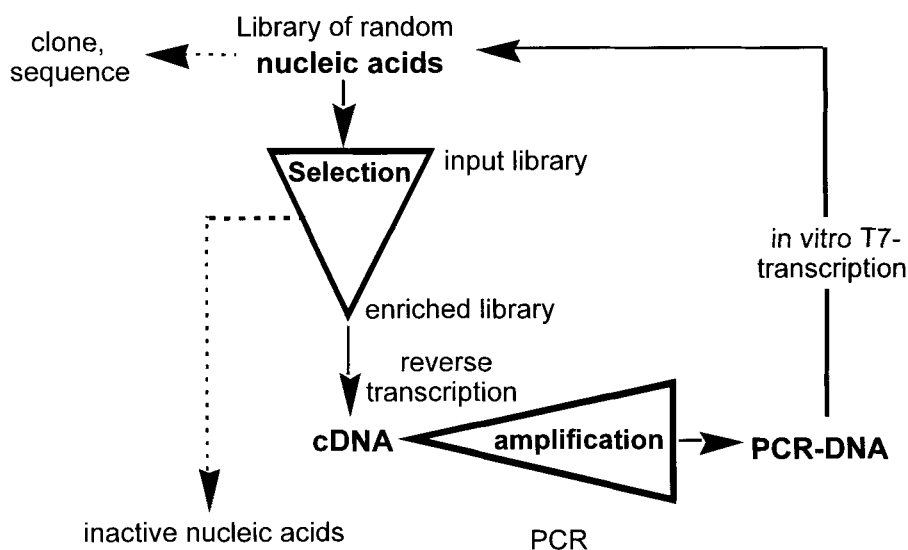 Library of random
nucleic acids
clone,
sequence
Selection
input library
enriched library
in vitro T7-
transcription
reverse
transcription
cDNA
amplification
PCR-DNA
inactive nucleic acids
PCR